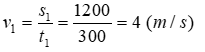 v₁ = s₁/t₁ = 1200/300 = 4 (m/s)